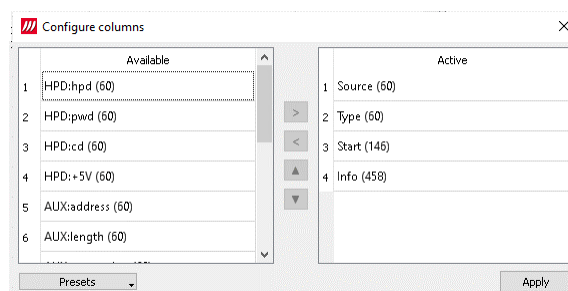 Configure columns
Available
1 HPD:hpd (60)
2 HPD:pwd (60)
3 HPD:cd (60)
4 HPD:+5V (60)
5 AUX:address (60)
6 AUX:length (60)
Active
1 Source (60)
2 Type (60)
3 Start (146)
4 Info (458)
Presets
Apply